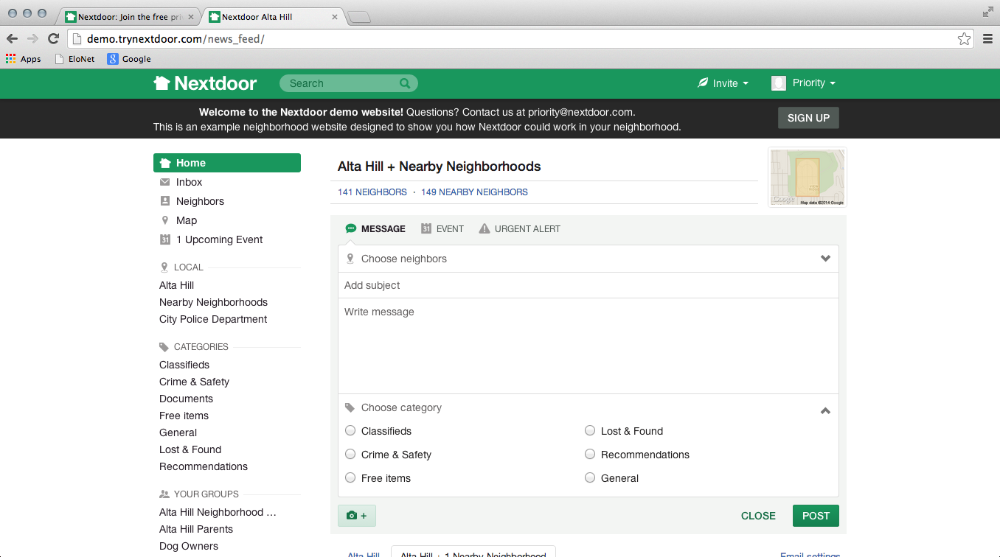 Nextdoor: Join the free pri
Nextdoor Alta Hill
demo.trynextdoor.com/news_feed/
Apps
EloNet
8 Google
Nextdoor
Search
Invite
Priority
Welcome to the Nextdoor demo website! Questions? Contact us at priority@nextdoor.com.
This is an example neighborhood website designed to show you how Nextdoor could work in your neighborhood.
SIGN UP
Home
Inbox
Neighbors
Map
31 1 Upcoming Event
LOCAL
Alta Hill
Nearby Neighborhoods
City Police Department
CATEGORIES
Classifieds
Crime & Safety
Documents
Free items
General
Lost & Found
Recommendations
YOUR GROUPS
Alta Hill Neighborhood ...
Alta Hill Parents
Dog Owners
Alta Hill + Nearby Neighborhoods
141 NEIGHBORS · 149 NEARBY NEIGHBORS
Google
Map data ©2014 Google
MESSAGE
31 EVENT
URGENT ALERT
Choose neighbors
Add subject
Write message
Choose category
Classifieds
Lost & Found
Crime & Safety
Recommendations
Free items
General
+
CLOSE
POST
Alta Hill
Alta Hill + 1 Nearby Neighborhood
Email settings